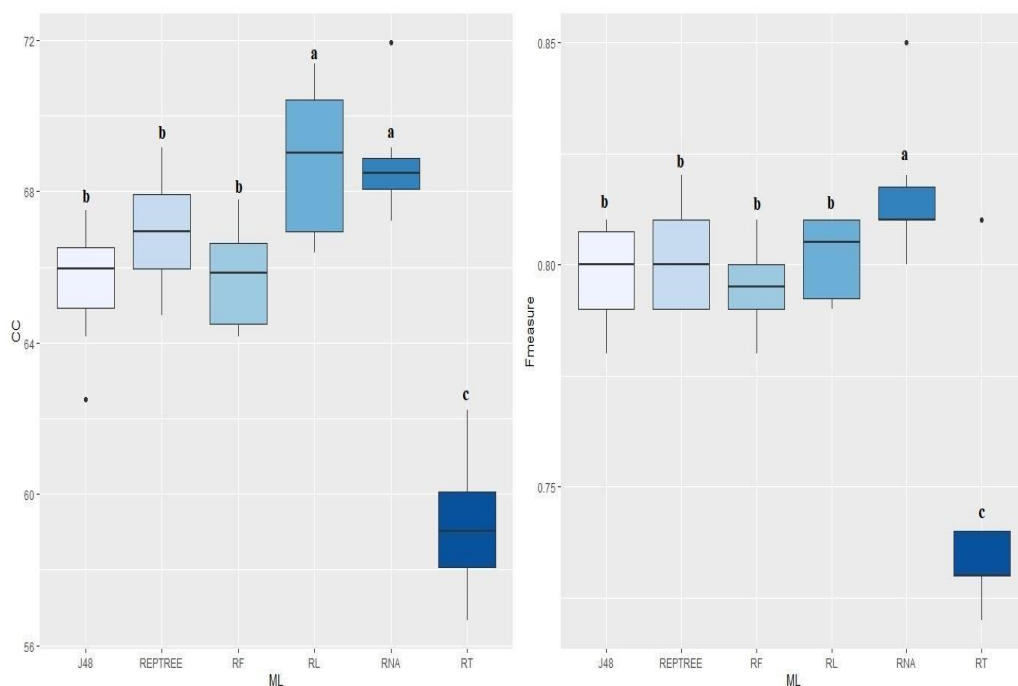 72
68
64
60
56
CC
b
b
b
a
a
c
J48
REPTREE
RF
RL
RNA
RT
ML
0.85
0.80
0.75
Fmeasure
b
b
b
b
a
c
J48
REPTREE
RF
RL
RNA
RT
ML